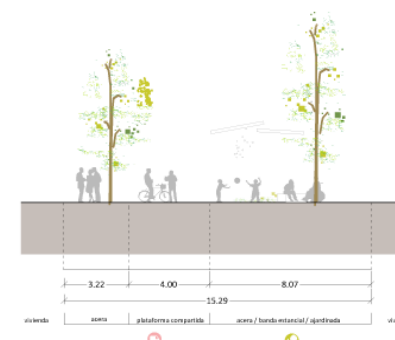 3.22 4.00 8.07
15.29
vivienda acera plataforma compartida acera / banda estancial / ajardinada